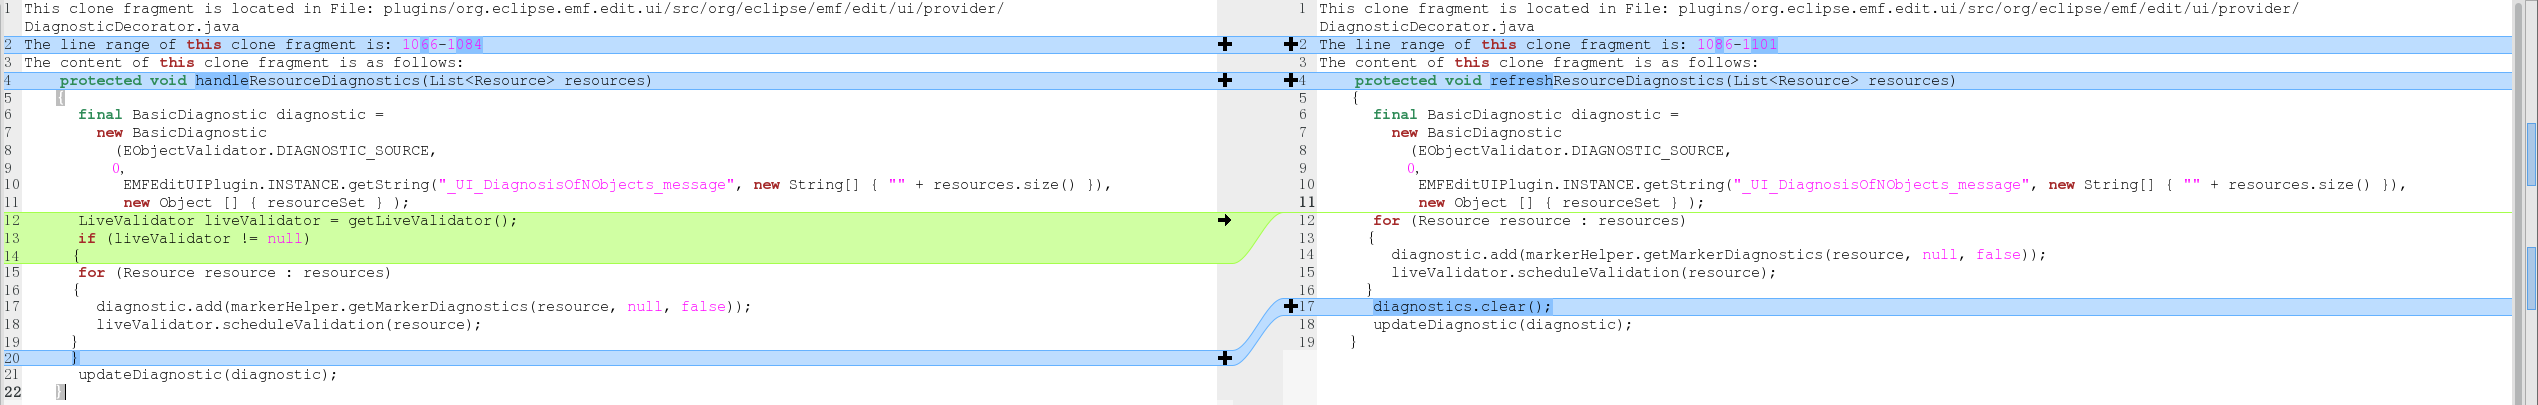 1 This clone fragment is located in File: plugins/org.eclipse.emf.edit.ui/src/org/eclipse/emf/edit/ui/provider/
DiagnosticDecorator.java
2 The line range of this clone fragment is: 1066-1084
3 The content of this clone fragment is as follows:
4 protected void handleResourceDiagnostics(List<Resource> resources)
5 {
6 final BasicDiagnostic diagnostic =
7 new BasicDiagnostic
8 (EObjectValidator.DIAGNOSTIC_SOURCE,
9 0,
10 EMFEditUIPlugin.INSTANCE.getString("_UI_DiagnosisOfNObjects_message", new String[] { "" + resources.size() }),
11 new Object [] { resourceSet } );
12 LiveValidator liveValidator = getLiveValidator();
13 if (liveValidator != null)
14 {
15 for (Resource resource : resources)
16 {
17 diagnostic.add(markerHelper.getMarkerDiagnostics(resource, null, false));
18 liveValidator.scheduleValidation(resource);
19 }
20 }
21 updateDiagnostic(diagnostic);
22 }
1 This clone fragment is located in File: plugins/org.eclipse.emf.edit.ui/src/org/eclipse/emf/edit/ui/provider/
DiagnosticDecorator.java
2 The line range of this clone fragment is: 1086-1101
3 The content of this clone fragment is as follows:
4 protected void refreshResourceDiagnostics(List<Resource> resources)
5 {
6 final BasicDiagnostic diagnostic =
7 new BasicDiagnostic
8 (EObjectValidator.DIAGNOSTIC_SOURCE,
9 0,
10 EMFEditUIPlugin.INSTANCE.getString("_UI_DiagnosisOfNObjects_message", new String[] { "" + resources.size() }),
11 new Object [] { resourceSet } );
12 for (Resource resource : resources)
13 {
14 diagnostic.add(markerHelper.getMarkerDiagnostics(resource, null, false));
15 liveValidator.scheduleValidation(resource);
16 }
17 diagnostics.clear();
18 updateDiagnostic(diagnostic);
19 }